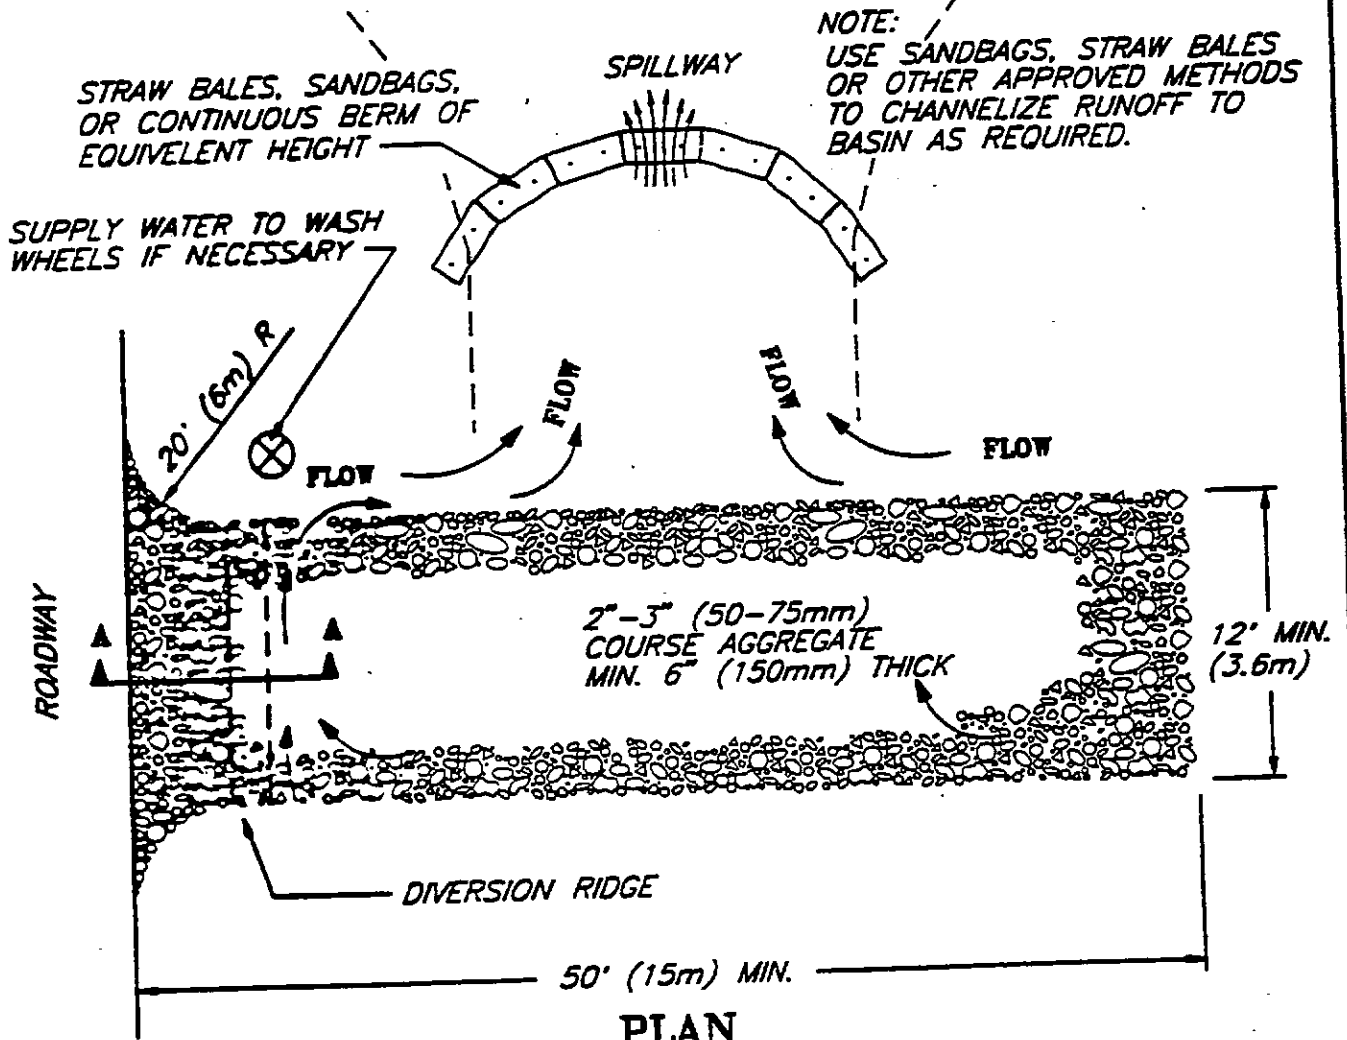 NOTE:
USE SANDBAGS, STRAW BALES
OR OTHER APPROVED METHODS
TO CHANNELIZE RUNOFF TO
BASIN AS REQUIRED.
SPILLWAY
STRAW BALES, SANDBAGS,
OR CONTINUOUS BERM OF
EQUIVELENT HEIGHT
SUPPLY WATER TO WASH
WHEELS IF NECESSARY
20' (6m) R
FLOW
FLOW
FLOW
FLOW
ROADWAY
2"-3" (50-75mm)
COURSE AGGREGATE
MIN. 6" (150mm) THICK
12' MIN.
(3.6m)
DIVERSION RIDGE
50' (15m) MIN.
PLAN